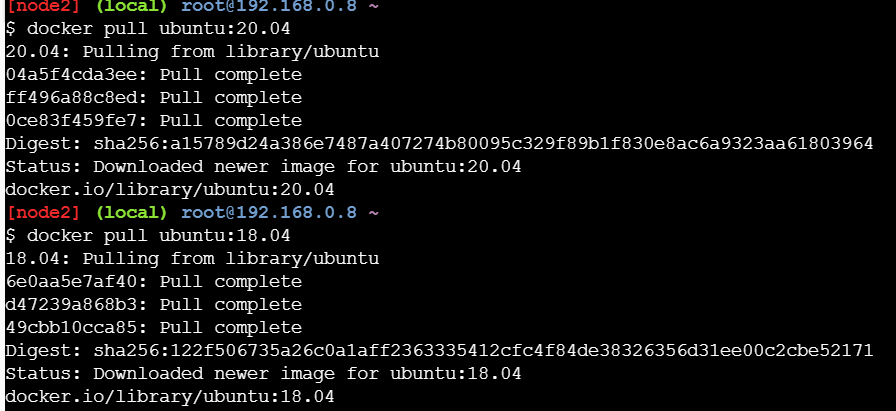 [node2] (local) root@192.168.0.8 ~
$ docker pull ubuntu:20.04
20.04: Pulling from library/ubuntu
04a5f4cda3ee: Pull complete
ff496a88c8ed: Pull complete
0ce83f459fe7: Pull complete
Digest: sha256:a15789d24a386e7487a407274b80095c329f89b1f830e8ac6a9323aa61803964
Status: Downloaded newer image for ubuntu:20.04
docker.io/library/ubuntu:20.04
[node2] (local) root@192.168.0.8 ~
$ docker pull ubuntu:18.04
18.04: Pulling from library/ubuntu
6e0aa5e7af40: Pull complete
d47239a868b3: Pull complete
49cbb10cca85: Pull complete
Digest: sha256:122f506735a26c0a1aff2363335412cfc4f84de38326356d31ee00c2cbe52171
Status: Downloaded newer image for ubuntu:18.04
docker.io/library/ubuntu:18.04